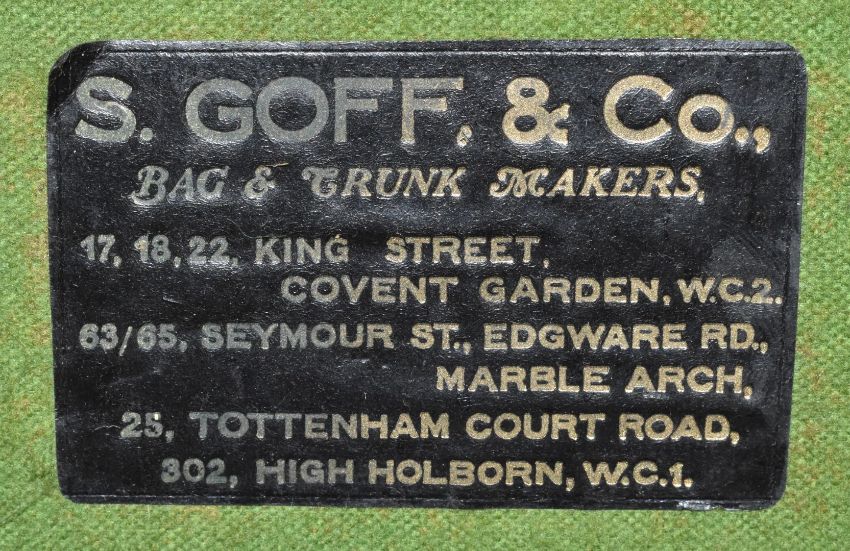 S. GOFF, & Co.,
BAG & TRUNK MAKERS,
17, 18, 22, KING STREET,
COVENT GARDEN, W.C.2.
63/65, SEYMOUR ST., EDGWARE RD.,
MARBLE ARCH,
25, TOTTENHAM COURT ROAD,
302, HIGH HOLBORN, W.C.1.